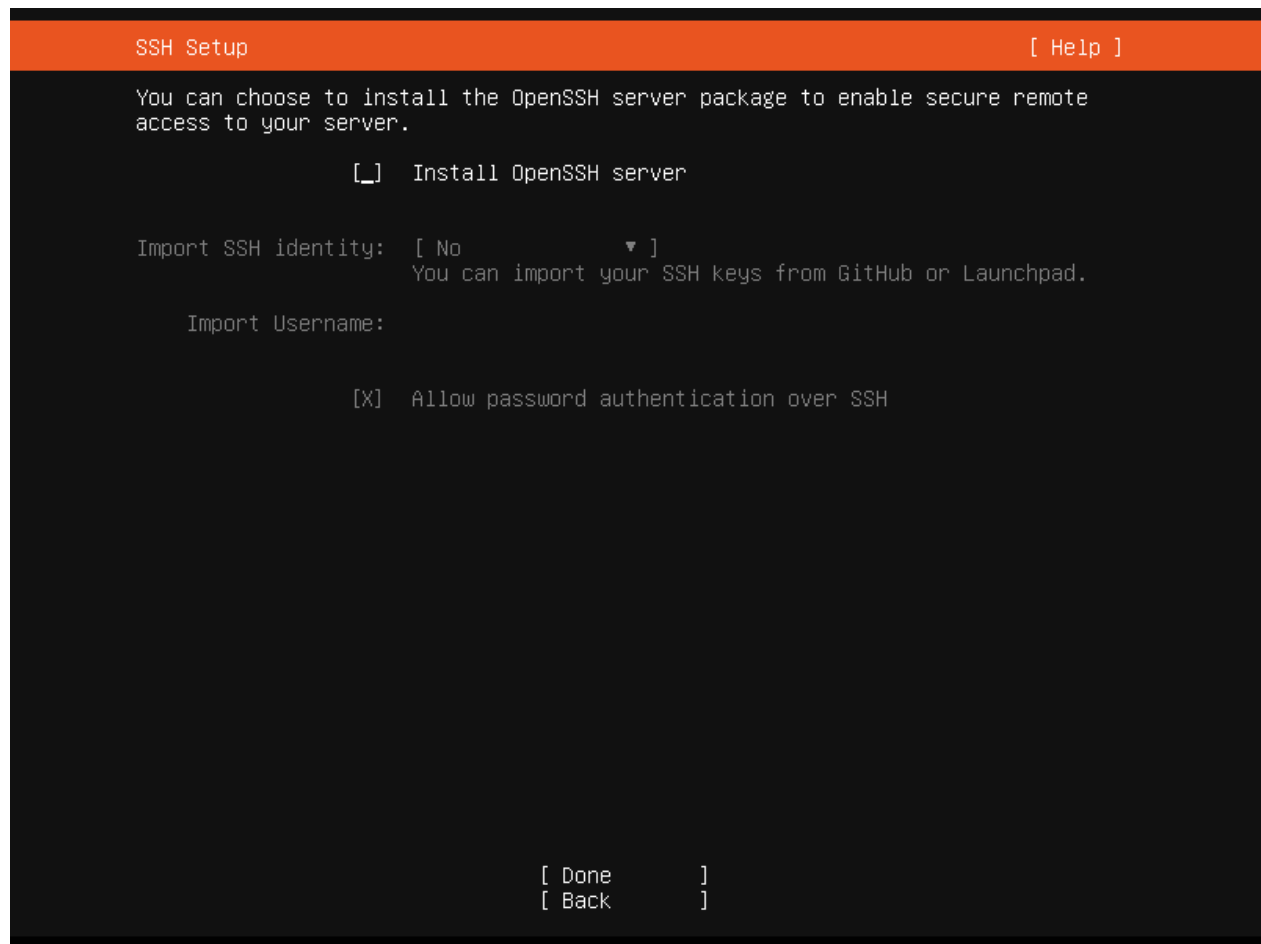 SSH Setup [ Help ]
You can choose to install the OpenSSH server package to enable secure remote
access to your server.
[_] Install OpenSSH server
Import SSH identity: [ No ▼ ]
You can import your SSH keys from GitHub or Launchpad.
Import Username:
[X] Allow password authentication over SSH
[ Done ]
[ Back ]